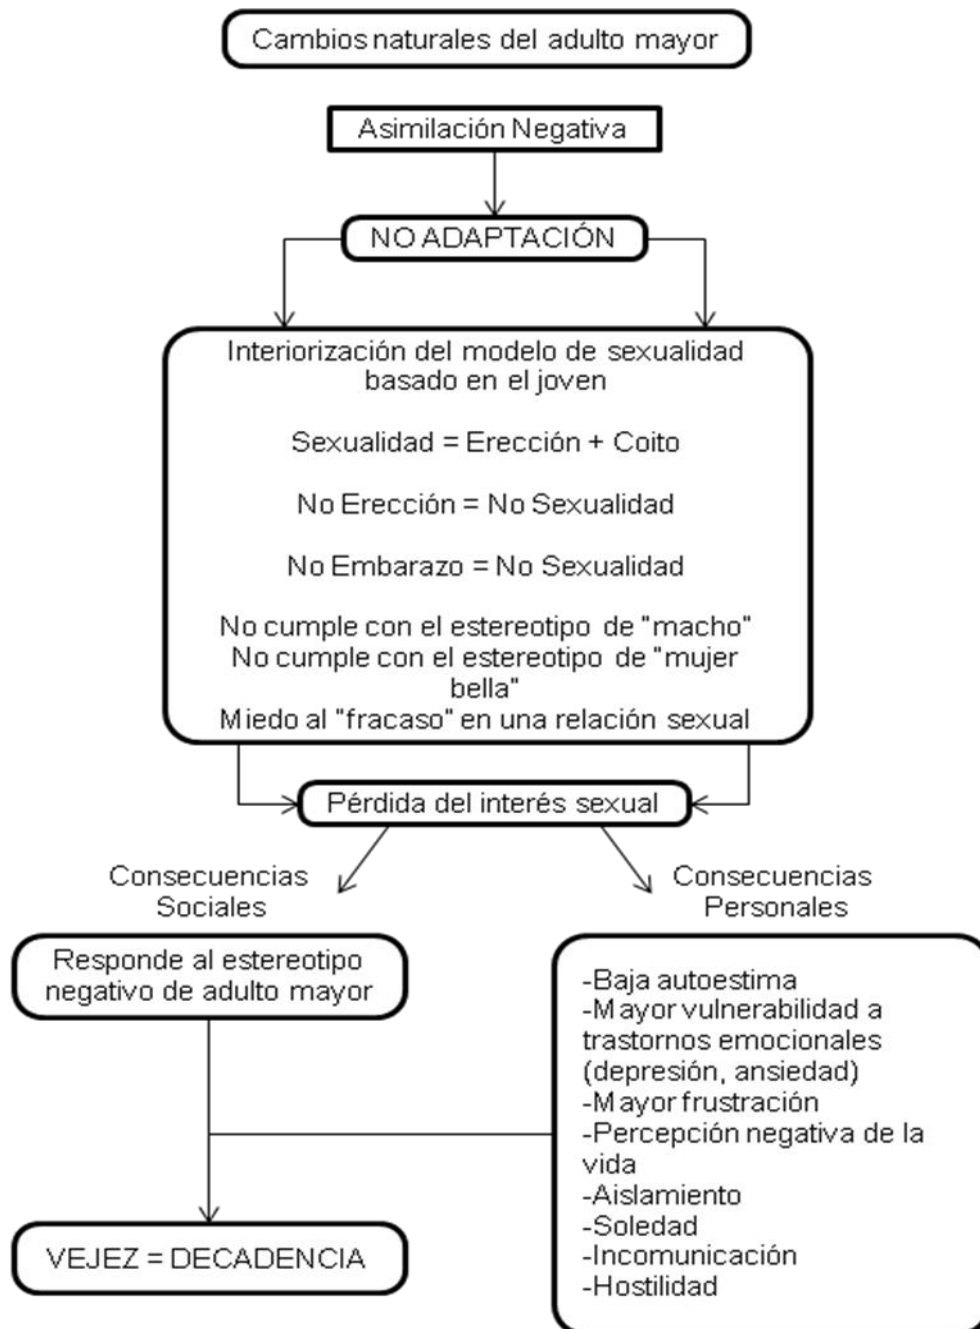 Cambios naturales del adulto mayor
Asimilación Negativa
NO ADAPTACIÓN
Interiorización del modelo de sexualidad
basado en el joven
Sexualidad = Erección + Coito
No Erección = No Sexualidad
No Embarazo = No Sexualidad
No cumple con el estereotipo de "macho"
No cumple con el estereotipo de "mujer
bella"
Miedo al "fracaso" en una relación sexual
Pérdida del interés sexual
Consecuencias
Sociales
Responde al estereotipo
negativo de adulto mayor
VEJEZ = DECADENCIA
Consecuencias
Personales
-Baja autoestima
-Mayor vulnerabilidad a
trastornos emocionales
(depresión, ansiedad)
-Mayor frustración
-Percepción negativa de la
vida
-Aislamiento
-Soledad
-Incomunicación
-Hostilidad